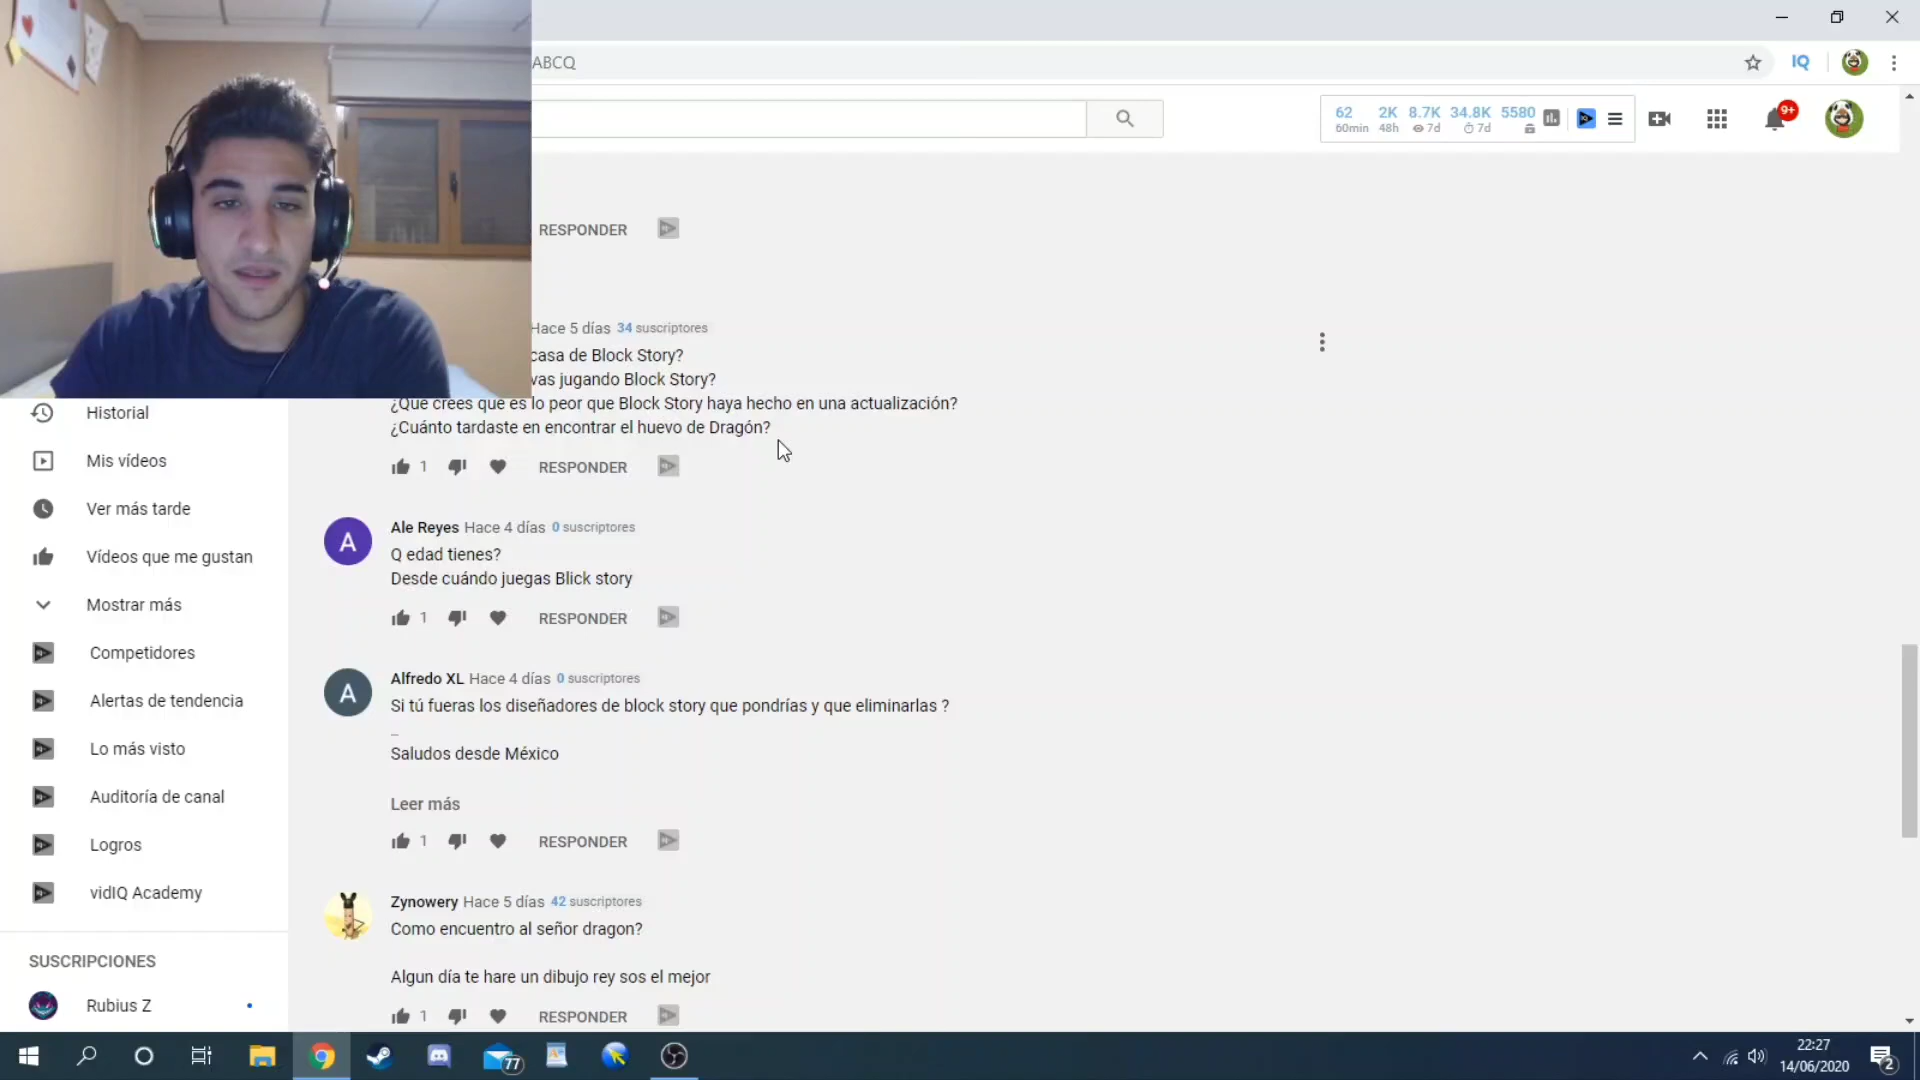 ABCQ
IQ
62 2K 8.7K 34.8K 5580
60min 48h 7d 7d
9+
RESPONDER
Hace 5 días 34 suscriptores
casa de Block Story?
vas jugando Block Story?
¿Que crees que es lo peor que Block Story haya hecho en una actualización?
¿Cuánto tardaste en encontrar el huevo de Dragón?
1 RESPONDER
Ale Reyes Hace 4 días 0 suscriptores
Q edad tienes?
Desde cuándo juegas Blick story
1 RESPONDER
Alfredo XL Hace 4 días 0 suscriptores
Si tú fueras los diseñadores de block story que pondrías y que eliminarlas ?
_
Saludos desde México
Leer más
1 RESPONDER
Zynowery Hace 5 días 42 suscriptores
Como encuentro al señor dragon?
Algun día te hare un dibujo rey sos el mejor
1 RESPONDER
Historial
Mis vídeos
Ver más tarde
Vídeos que me gustan
Mostrar más
Competidores
Alertas de tendencia
Lo más visto
Auditoría de canal
Logros
vidIQ Academy
SUSCRIPCIONES
Rubius Z
77
22:27
14/06/2020
2